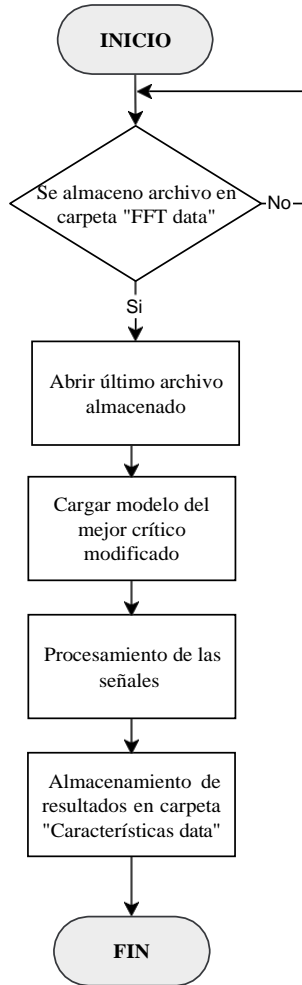 INICIO
Se almaceno archivo en
carpeta "FFT data"
No
Si
Abrir último archivo
almacenado
Cargar modelo del
mejor crítico
modificado
Procesamiento de las
señales
Almacenamiento de
resultados en carpeta
"Características data"
FIN